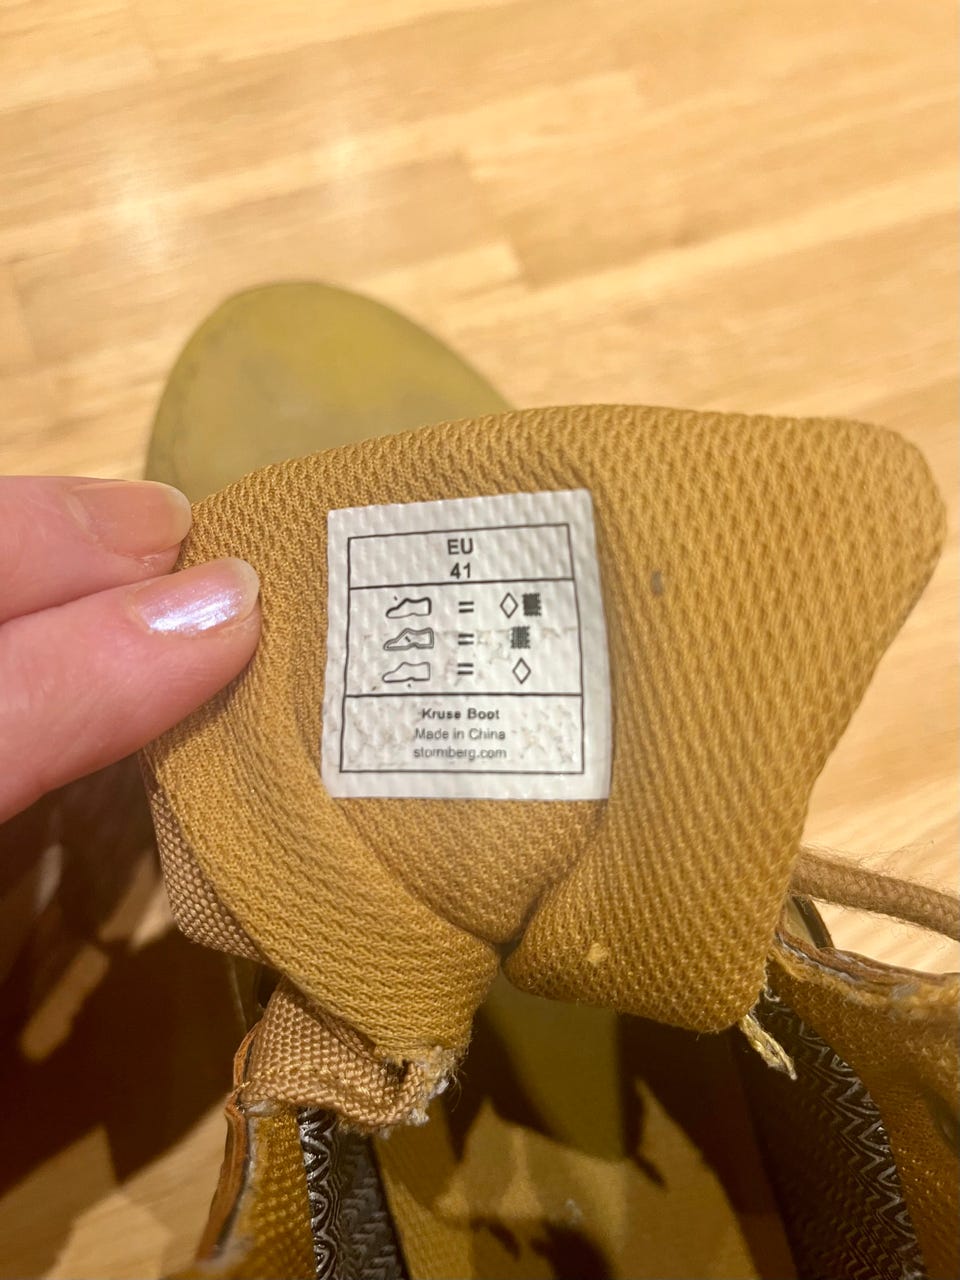 EU
41
=
=
=
Kruse Boot
Made in China
stormberg.com